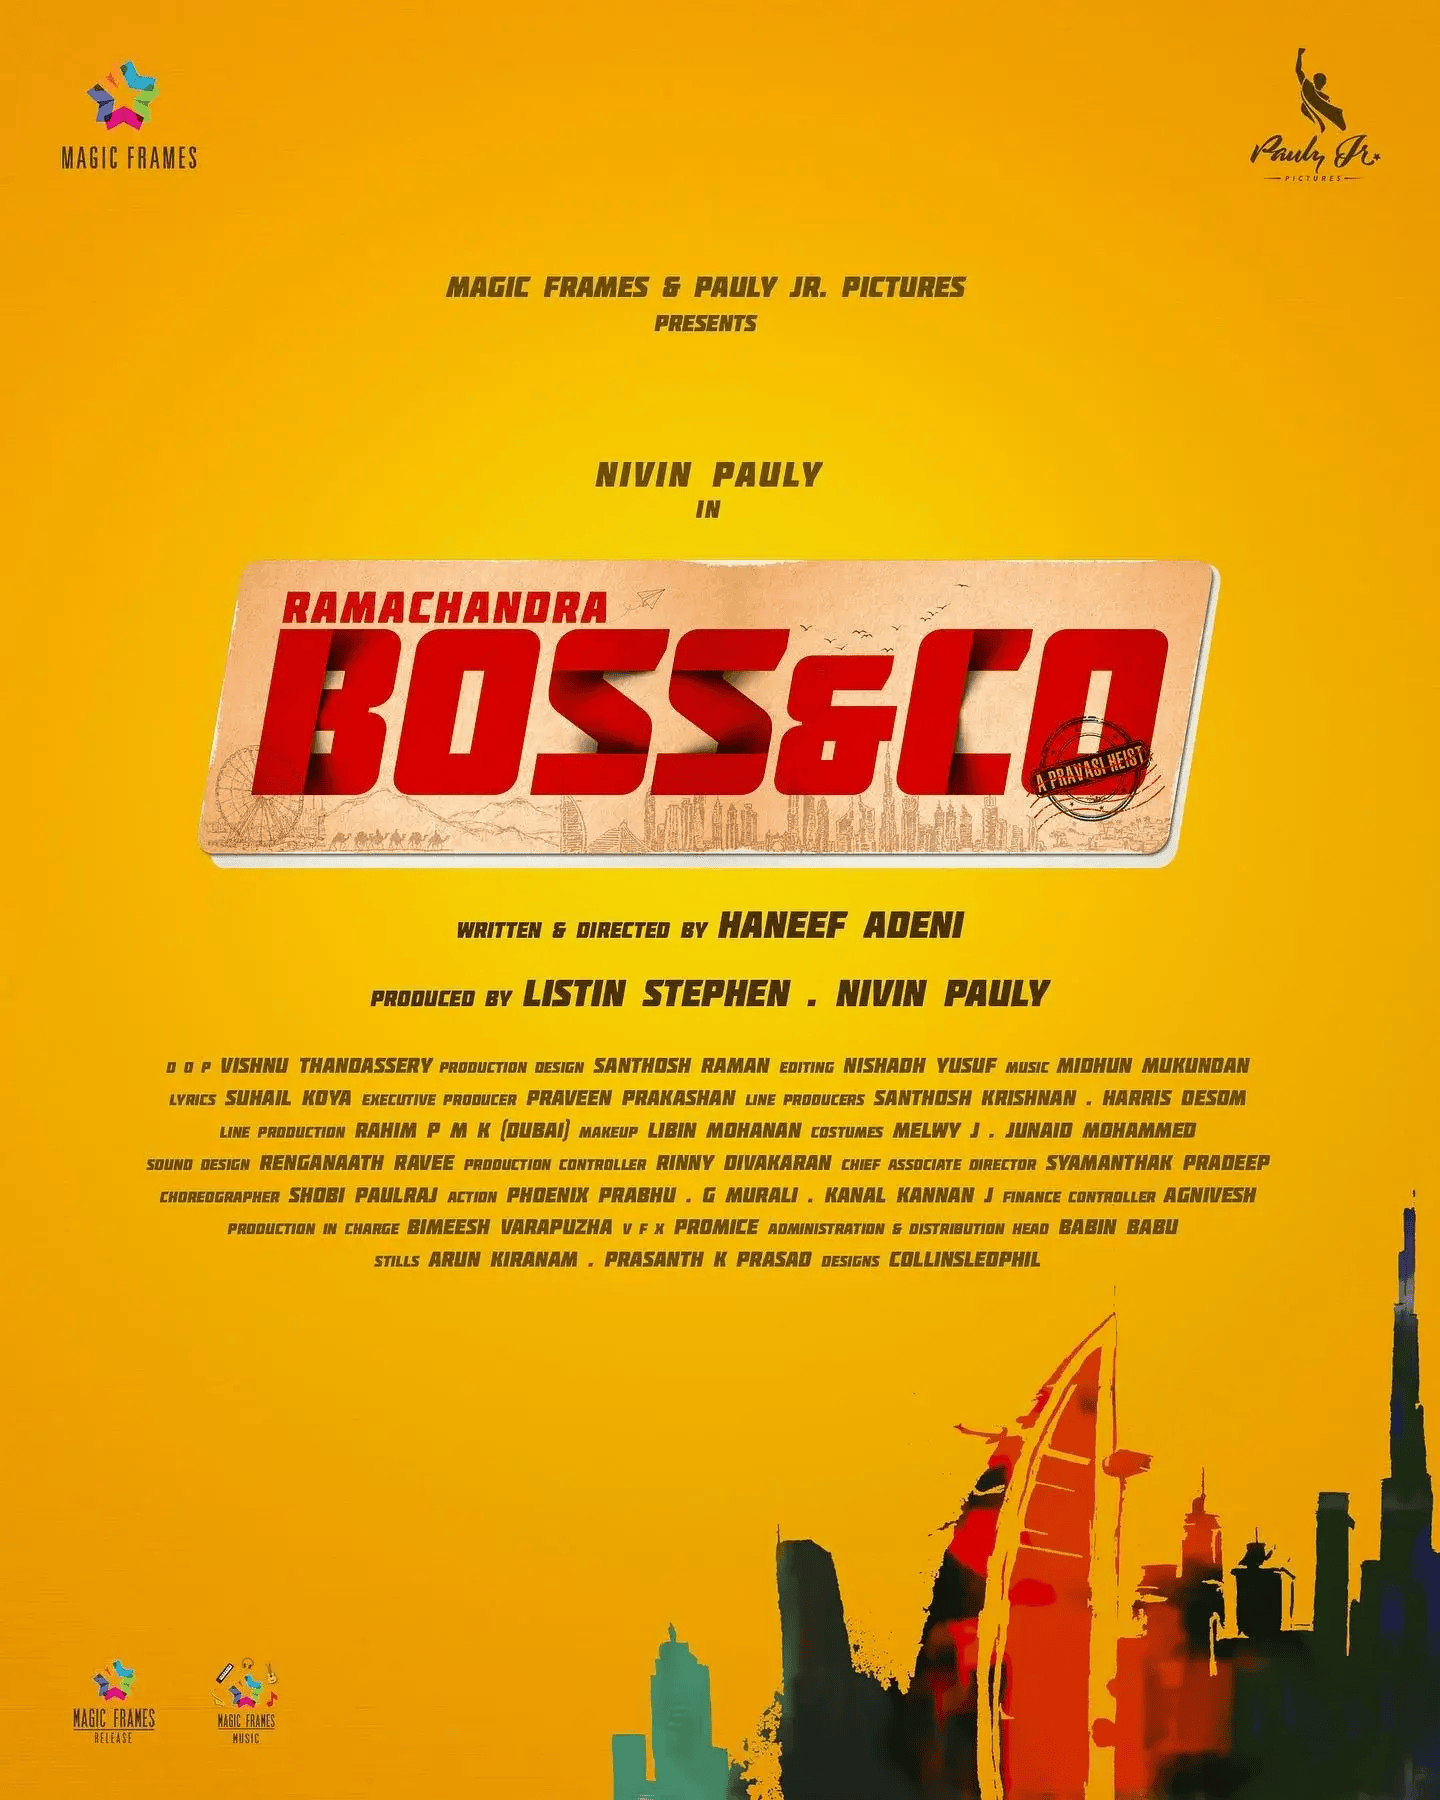 MAGIC FRAMES
Pauly Jr.
PICTURES
MAGIC FRAMES & PAULY JR. PICTURES
PRESENTS
NIVIN PAULY
IN
RAMACHANDRA
BOSS&CO
A PRAVASI HEIST
WRITTEN & DIRECTED BY HANEEF ADENI
PRODUCED BY LISTIN STEPHEN . NIVIN PAULY
D O P VISHNU THANDASSERY PRODUCTION DESIGN SANTHOSH RAMAN EDITING NISHADH YUSUF MUSIC MIDHUN MUKUNDAN
LYRICS SUHAIL KOYA EXECUTIVE PRODUCER PRAVEEN PRAKASHAN LINE PRODUCERS SANTHOSH KRISHNAN . HARRIS DESOM
LINE PRODUCTION RAHIM P M K (DUBAI) MAKEUP LIBIN MOHANAN COSTUMES MELWY J . JUNAID MOHAMMED
SOUND DESIGN RENGANAATH RAVEE PRODUCTION CONTROLLER RINNY DIVAKARAN CHIEF ASSOCIATE DIRECTOR SYAMANTHAK PRADEEP
CHOREOGRAPHER SHOBI PAULRAJ ACTION PHOENIX PRABHU . G MURALI . KANAL KANNAN J FINANCE CONTROLLER AGNIVESH
PRODUCTION IN CHARGE BIMEESH VARAPUZHA V F X PROMICE ADMINISTRATION & DISTRIBUTION HEAD BABIN BABU
STILLS ARUN KIRANAM . PRASANTH K PRASAD DESIGNS COLLINSLEOPHIL
MAGIC FRAMES
RELEASE
MAGIC FRAMES
MUSIC